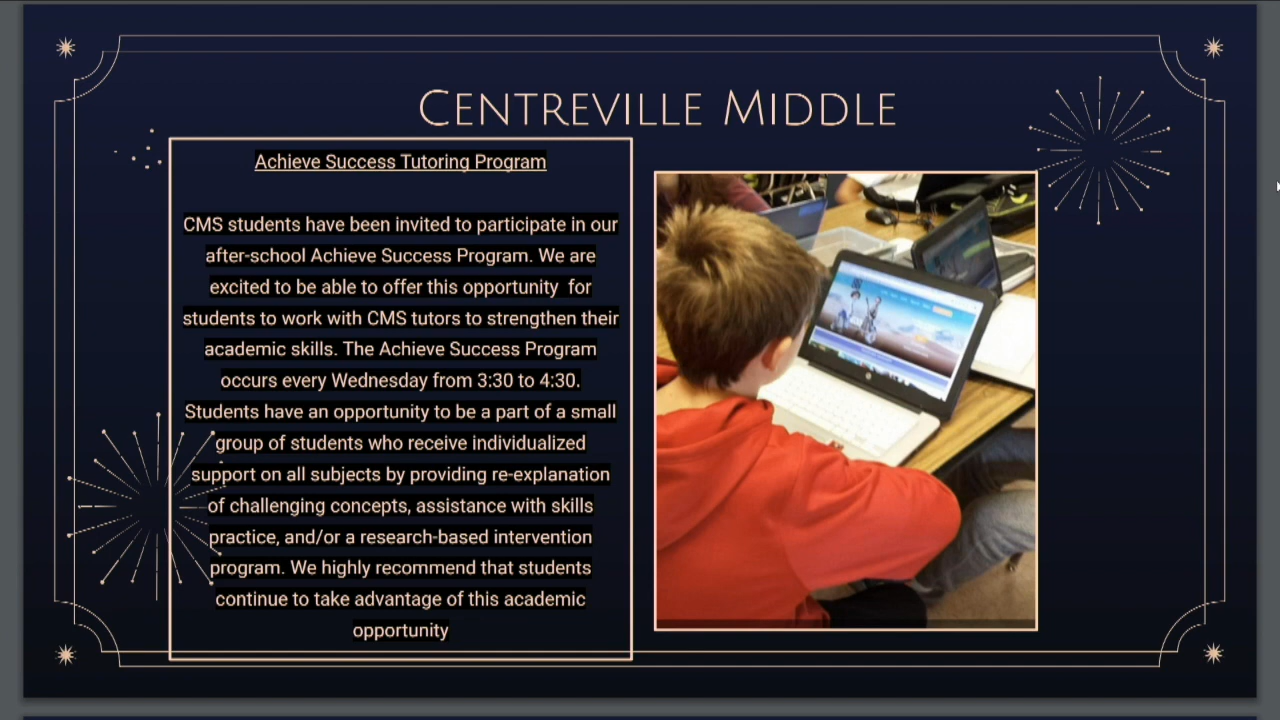 CENTREVILLE MIDDLE
Achieve Success Tutoring Program
CMS students have been invited to participate in our
after-school Achieve Success Program. We are
excited to be able to offer this opportunity  for
students to work with CMS tutors to strengthen their
academic skills. The Achieve Success Program
occurs every Wednesday from 3:30 to 4:30.
Students have an opportunity to be a part of a small
group of students who receive individualized
support on all subjects by providing re-explanation
of challenging concepts, assistance with skills
practice, and/or a research-based intervention
program. We highly recommend that students
continue to take advantage of this academic
opportunity